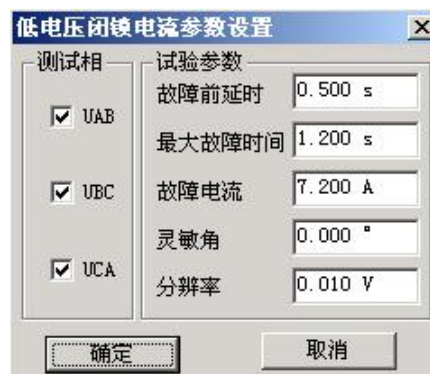 低电压闭镜电流参数设置
测试相
UAB
UBC
UCA
试验参数
故障前延时 0.500 s
最大故障时间 1.200 s
故障电流 7.200 A
灵敏角 0.000 °
分辨率 0.010 V
确定
取消